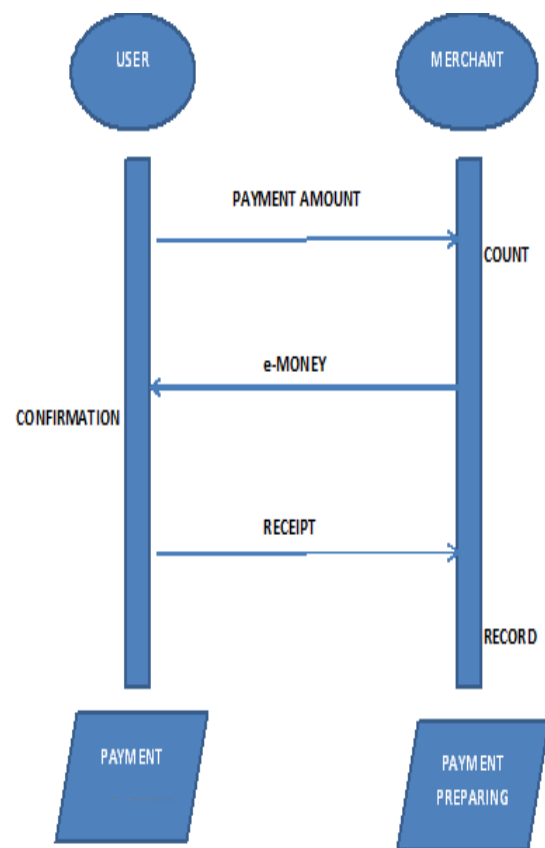 USER
MERCHANT
PAYMENT AMOUNT
COUNT
e-MONEY
CONFIRMATION
RECEIPT
RECORD
PAYMENT
PAYMENT
PREPARING